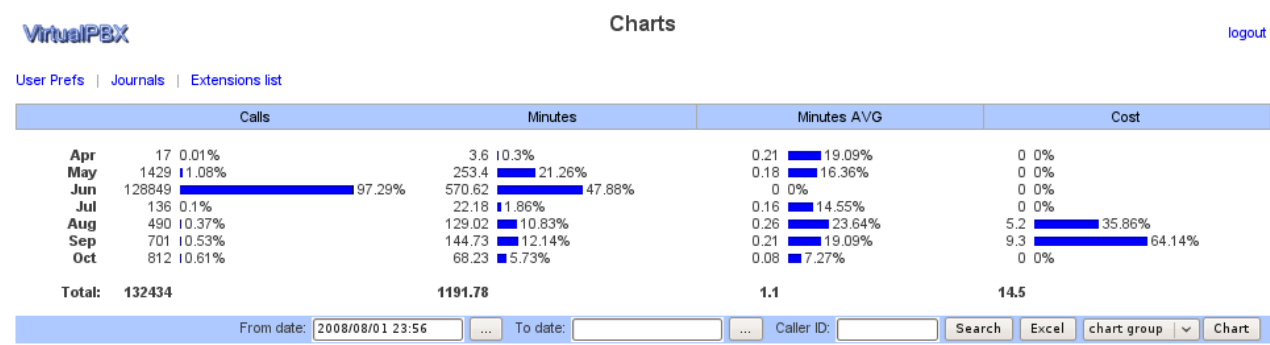 VirtualPBX
Charts
logout
User Prefs | Journals | Extensions list
Calls Minutes Minutes AVG Cost
Apr 17 0.01% 3.6 0.3% 0.21 19.09% 0 0%
May 1429 1.08% 253.4 21.26% 0.18 16.36% 0 0%
Jun 128849 97.29% 570.62 47.88% 0 0% 0 0%
Jul 136 0.1% 22.18 1.86% 0.16 14.55% 0 0%
Aug 490 0.37% 129.02 10.83% 0.26 23.64% 5.2 35.86%
Sep 701 0.53% 144.73 12.14% 0.21 19.09% 9.3 64.14%
Oct 812 0.61% 68.23 5.73% 0.08 7.27% 0 0%
Total: 132434 1191.78 1.1 14.5
From date: 2008/08/01 23:56 ... To date: ... Caller ID: Search Excel chart group Chart